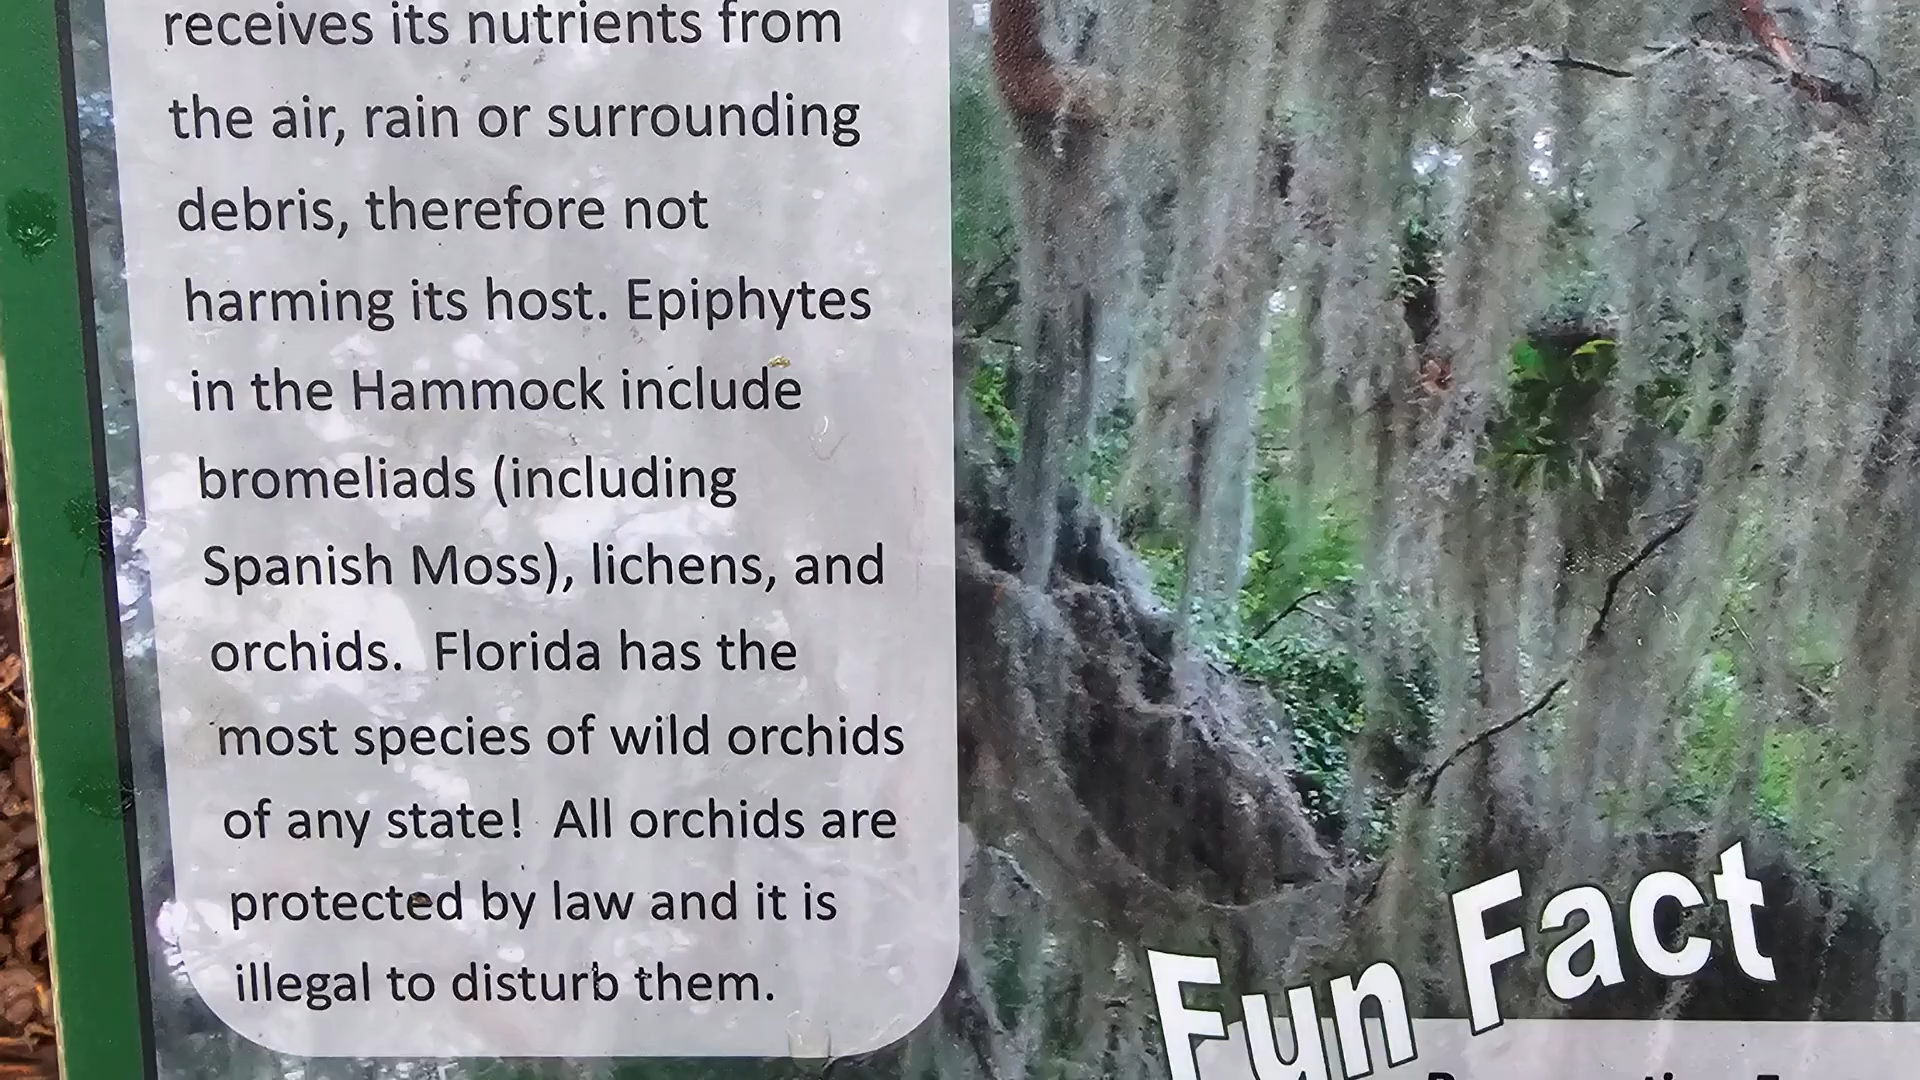 receives its nutrients from
the air, rain or surrounding
debris, therefore not
harming its host. Epiphytes
in the Hammock include
bromeliads (including
Spanish Moss), lichens, and
orchids.  Florida has the
most species of wild orchids
of any state!  All orchids are
protected by law and it is
illegal to disturb them.
Fun Fact